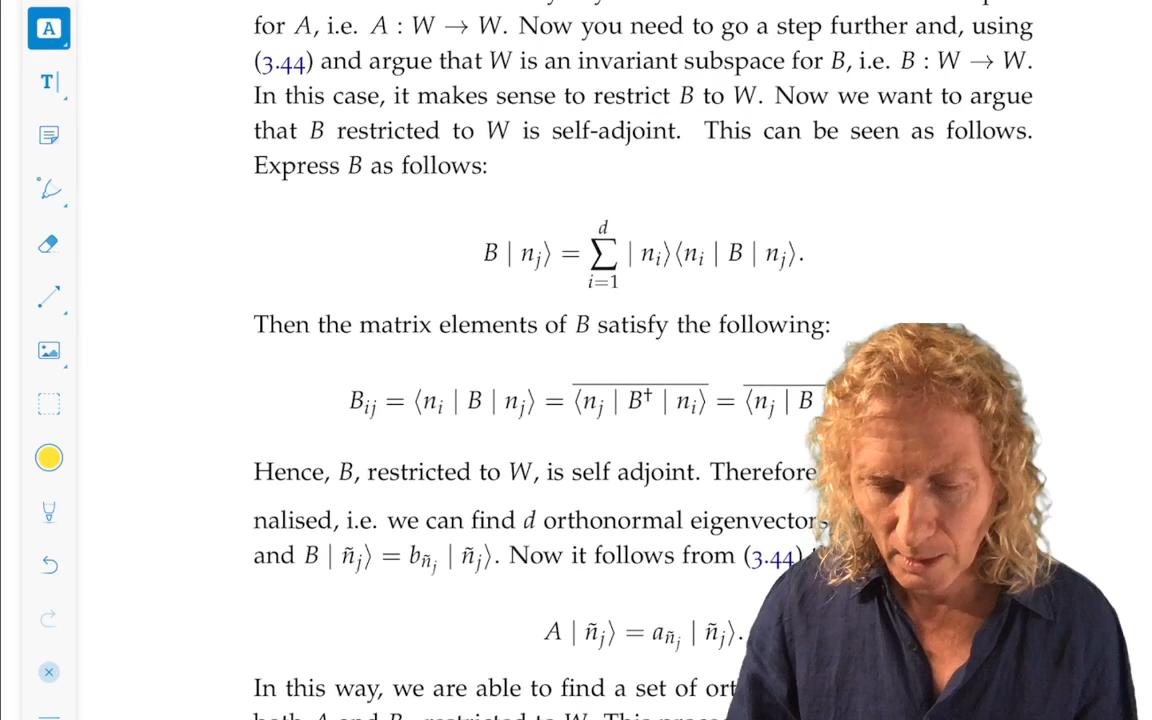 for A, i.e. A : W → W. Now you need to go a step further and, using
(3.44) and argue that W is an invariant subspace for B, i.e. B : W → W.
In this case, it makes sense to restrict B to W. Now we want to argue
that B restricted to W is self-adjoint. This can be seen as follows.
Express B as follows:
B | n_j⟩ = ∑_{i=1}^{d} | n_i⟩⟨n_i | B | n_j⟩.
Then the matrix elements of B satisfy the following:
B_{ij} = ⟨n_i | B | n_j⟩ = \overline{⟨n_j | B^† | n_i⟩} = \overline{⟨n_j | B
Hence, B, restricted to W, is self adjoint. Therefore
nalised, i.e. we can find d orthonormal eigenvectors
and B | ñ_j⟩ = b_{ñ_j} | ñ_j⟩. Now it follows from (3.44)
A | ñ_j⟩ = a_{ñ_j} | ñ_j⟩.
In this way, we are able to find a set of ort
A
T